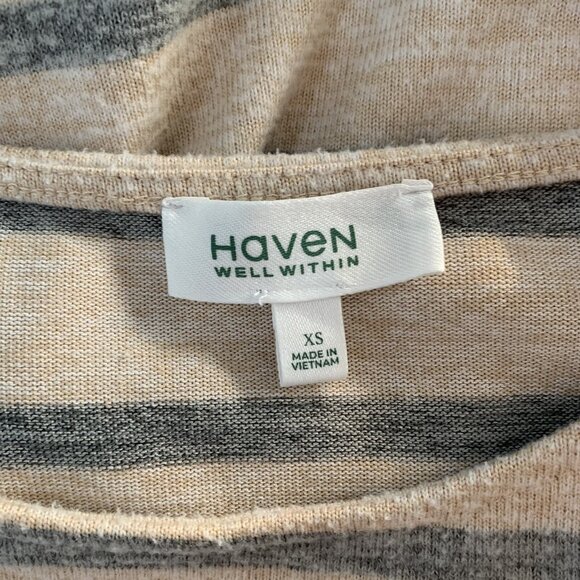 HaveN
WELL WITHIN
XS
MADE IN
VIETNAM